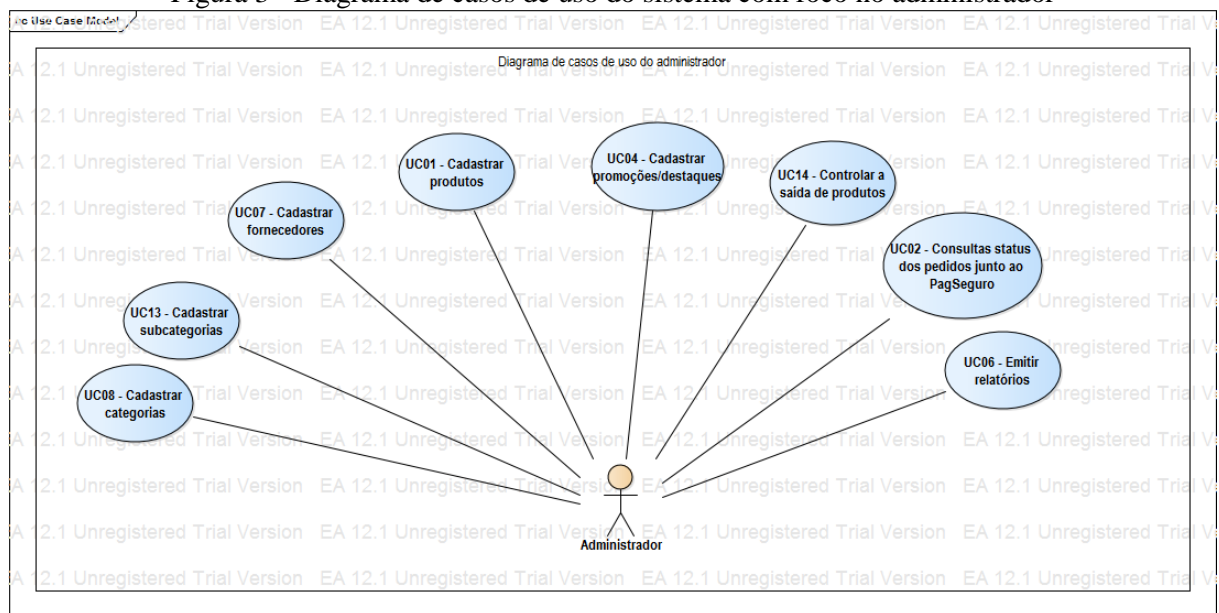 Figura 3 - Diagrama de casos de uso do sistema com foco no administrador
uc Use Case Model
Diagrama de casos de uso do administrador
UC01 - Cadastrar
produtos
UC04 - Cadastrar
promoções/destaques
UC14 - Controlar a
saída de produtos
UC07 - Cadastrar
fornecedores
UC02 - Consultas status
dos pedidos junto ao
PagSeguro
UC13 - Cadastrar
subcategorias
UC06 - Emitir
relatórios
UC08 - Cadastrar
categorias
Administrador
EA 12.1 Unregistered Trial Version